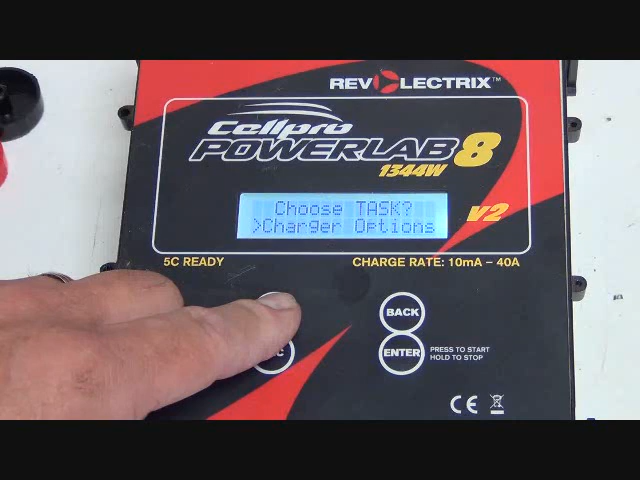 REVOLECTRIX™
Cellpro
POWERLAB 8
1344W
v2
Choose TASK?
>Charger Options
5C READY
CHARGE RATE: 10mA – 40A
BACK
ENTER
PRESS TO START
HOLD TO STOP
CE